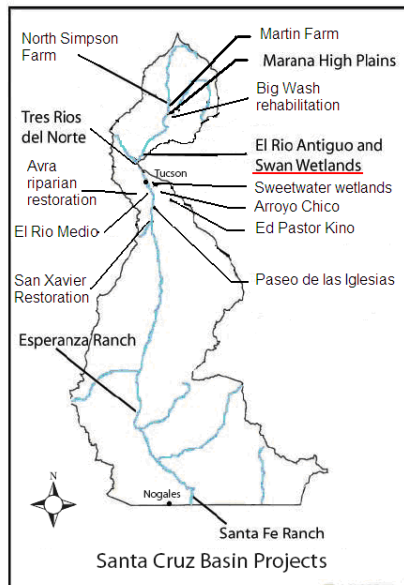 North Simpson
Farm
Martin Farm
Marana High Plains
Big Wash
rehabilitation
Tres Rios
del Norte
El Rio Antiguo and
Swan Wetlands
Avra
riparian
restoration
Tucson
Sweetwater wetlands
Arroyo Chico
El Rio Medio
Ed Pastor Kino
San Xavier
Restoration
Paseo de las Iglesias
Esperanza Ranch
N
Nogales
Santa Fe Ranch
Santa Cruz Basin Projects